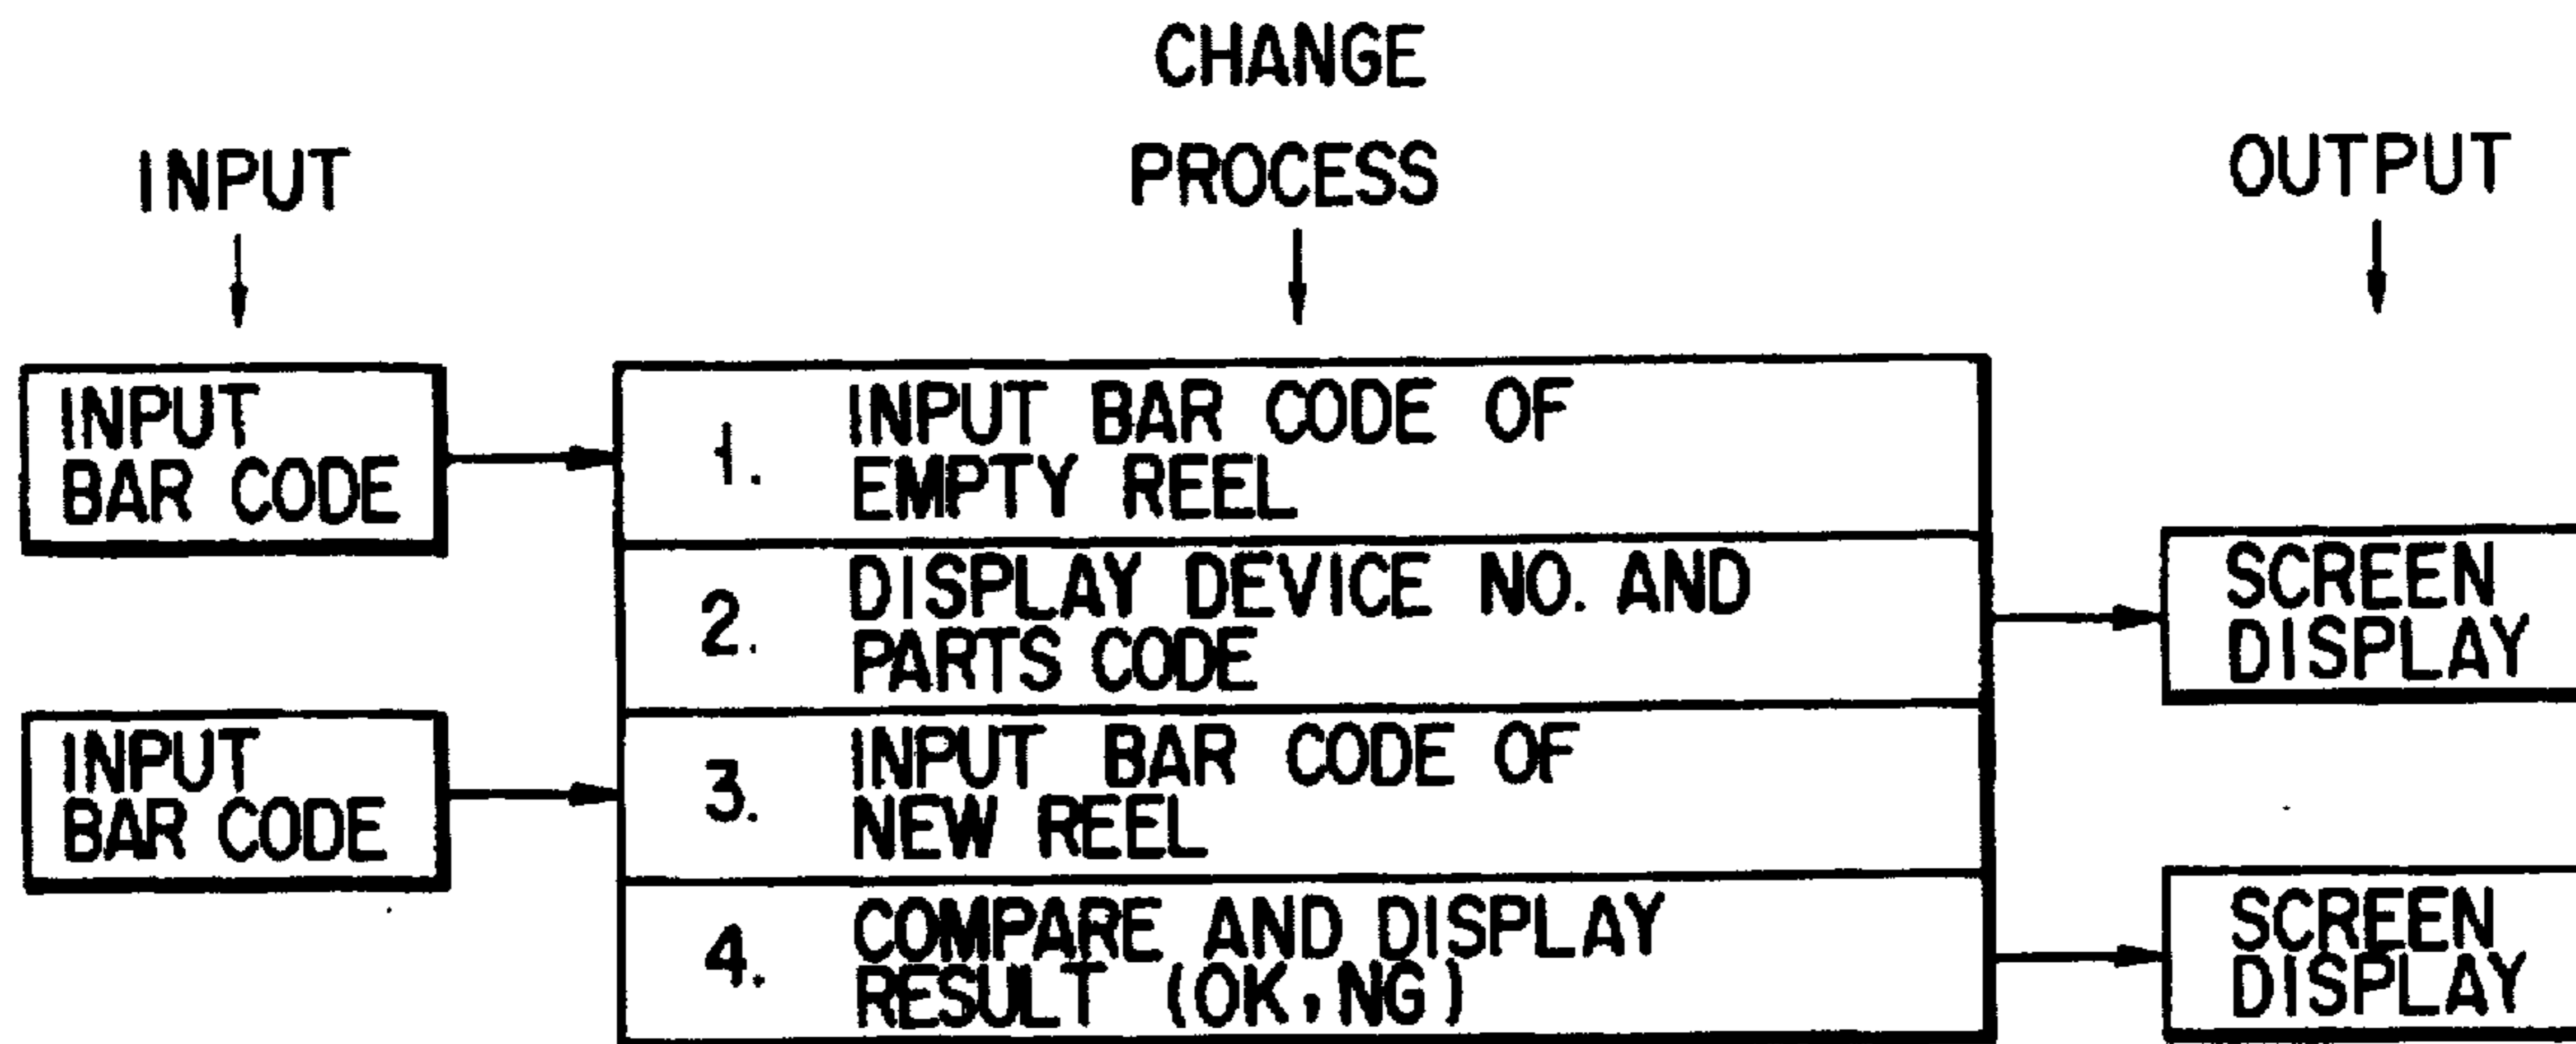 CHANGE
PROCESS
INPUT
OUTPUT
INPUT
BAR CODE
1. INPUT BAR CODE OF
EMPTY REEL
2. DISPLAY DEVICE NO. AND
PARTS CODE
SCREEN
DISPLAY
INPUT
BAR CODE
3. INPUT BAR CODE OF
NEW REEL
4. COMPARE AND DISPLAY
RESULT (OK, NG)
SCREEN
DISPLAY